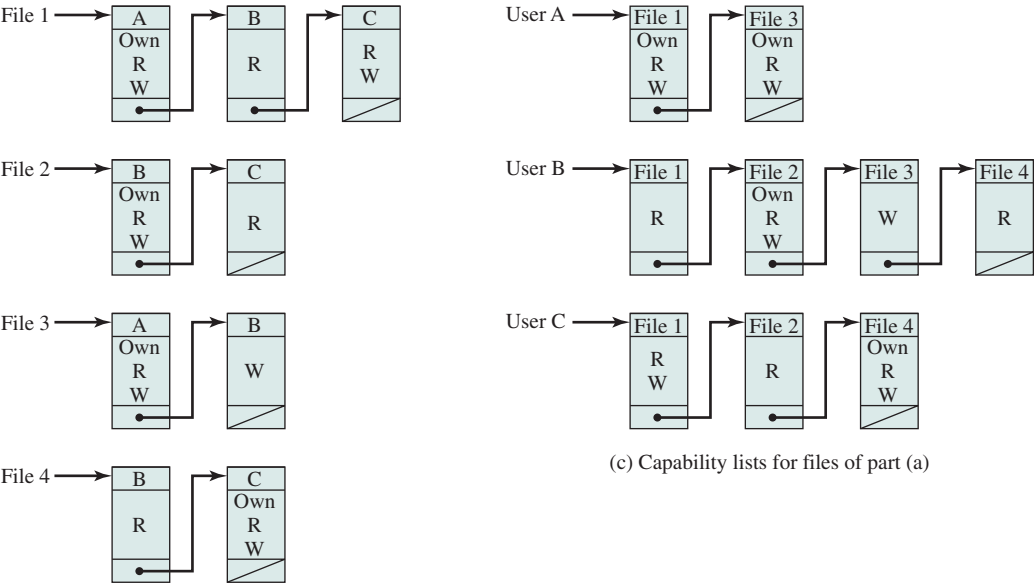 File 1
A
Own
R
W
B
R
C
R
W
File 2
B
Own
R
W
C
R
File 3
A
Own
R
W
B
W
File 4
B
R
C
Own
R
W
User A
File 1
Own
R
W
File 3
Own
R
W
User B
File 1
R
File 2
Own
R
W
File 3
W
File 4
R
User C
File 1
R
W
File 2
R
File 4
Own
R
W
(c) Capability lists for files of part (a)